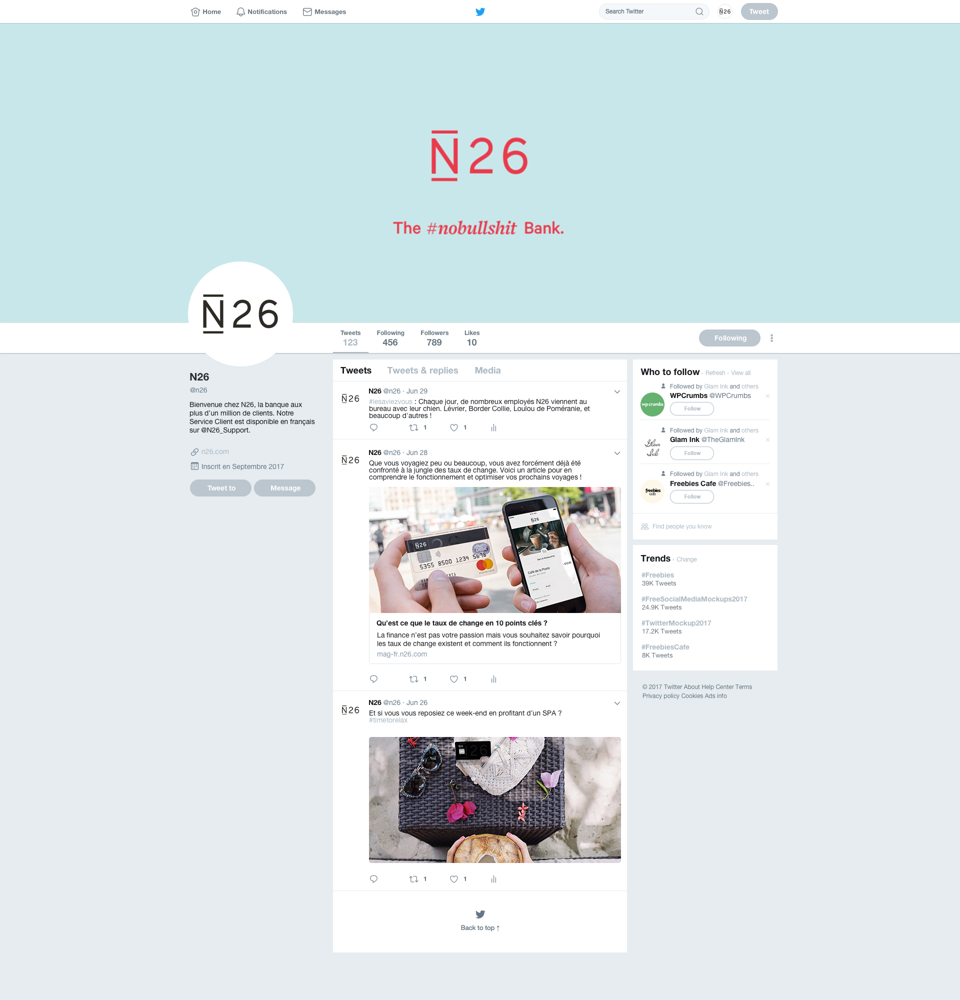 Home
Notifications
Messages
Search Twitter
N26
Tweet
N26
The #nobullshit Bank.
N26
Tweets
123
Following
456
Followers
789
Likes
10
Following
N26
@n26
Bienvenue chez N26, la banque aux
plus d'un million de clients. Notre
Service Client est disponible en français
sur @N26_Support.
n26.com
Inscrit en Septembre 2017
Tweet to
Message
Tweets
Tweets & replies
Media
N26
N26 @n26 · Jun 29
#lesaviezvous : Chaque jour, de nombreux employés N26 viennent au
bureau avec leur chien. Lévrier, Border Collie, Loulou de Poméranie, et
beaucoup d'autres !
1
1
N26
N26 @n26 · Jun 28
Que vous voyagiez peu ou beaucoup, vous avez forcément déjà été
confronté à la jungle des taux de change. Voici un article pour en
comprendre le fonctionnement et optimiser vos prochains voyages !
N26
Debit
5355 8500 1234 5678
mastercard
N26
Bars & Restaurants
Café de la Poste
Qu'est ce que le taux de change en 10 points clés ?
La finance n'est pas votre passion mais vous souhaitez savoir pourquoi
les taux de change existent et comment ils fonctionnent ?
mag-fr.n26.com
1
1
N26
N26 @n26 · Jun 26
Et si vous vous reposiez ce week-end en profitant d'un SPA ?
#timetorelax
26
1
1
Back to top ↑
Who to follow · Refresh · View all
Followed by Glam Ink and others
wpcrumbs
WPCrumbs @WPCrumbs
Follow
Followed by Glam Ink and others
Glam
Ink
Glam Ink @TheGlamInk
Follow
Followed by Glam Ink and others
freebies
cafe
Freebies Cafe @Freebies..
Follow
Find people you know
Trends · Change
#Freebies
39K Tweets
#FreeSocialMediaMockups2017
24.9K Tweets
#TwitterMockup2017
17.2K Tweets
#FreebiesCafe
8K Tweets
© 2017 Twitter About Help Center Terms
Privacy policy Cookies Ads info